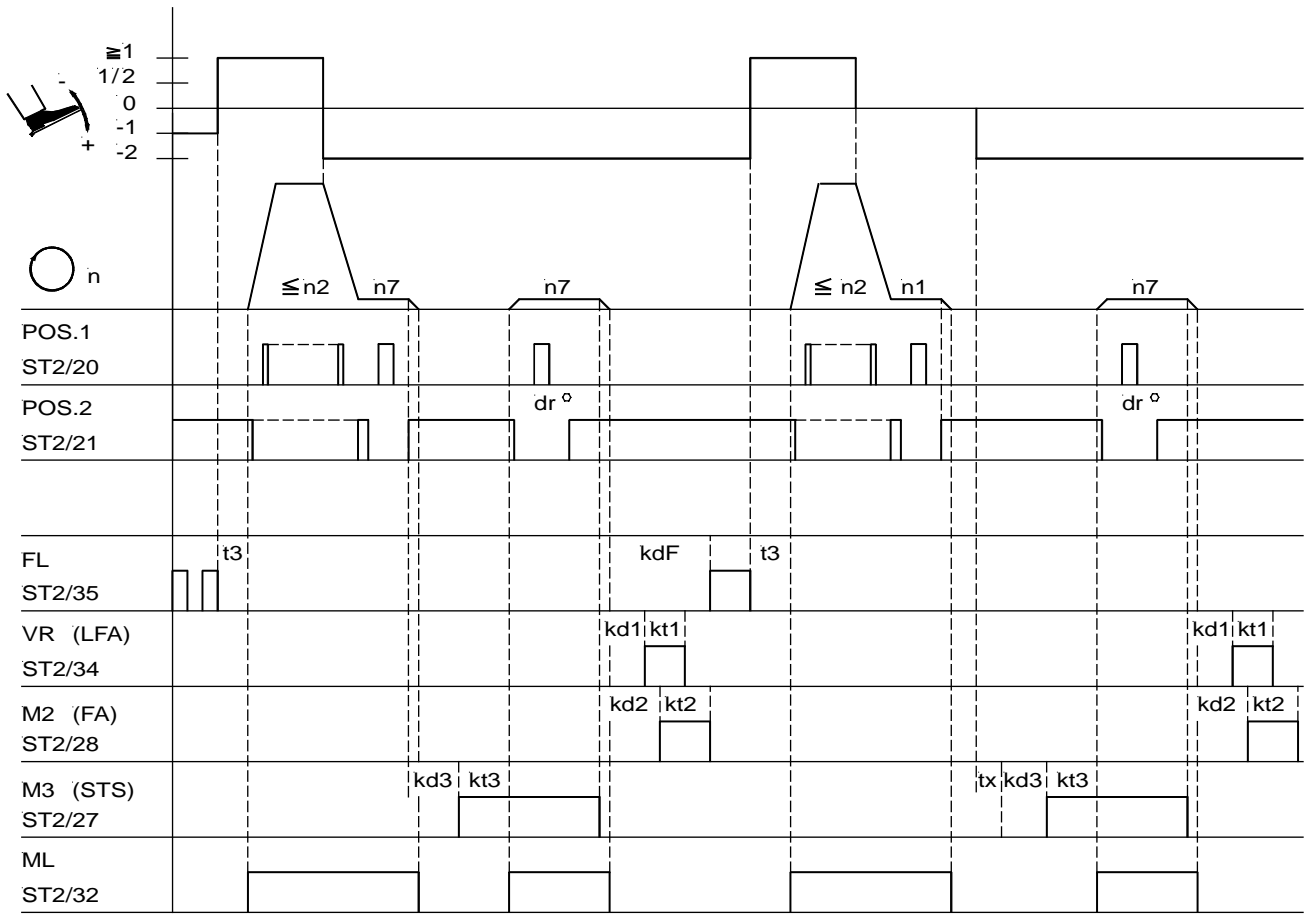 ≧1
1/2
-
0
-1
+
-2
n
≦ n2
n7
n7
≦ n2
n1
n7
POS.1
ST2/20
POS.2
dr °
dr °
ST2/21
FL
t3
kdF
t3
ST2/35
VR (LFA)
kd1 kt1
kd1 kt1
ST2/34
M2 (FA)
kd2 kt2
kd2 kt2
ST2/28
M3 (STS)
kd3 kt3
tx kd3 kt3
ST2/27
ML
ST2/32